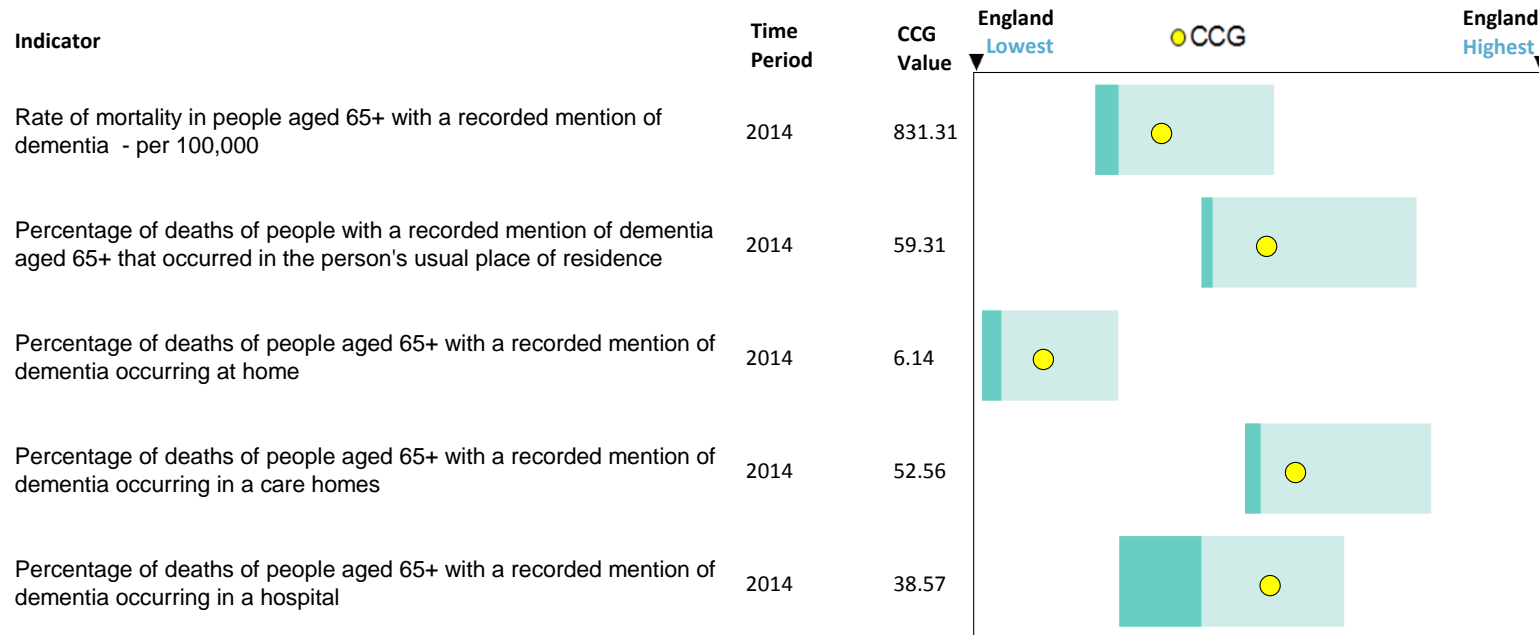 Indicator
Time
Period
CCG
Value
England
Lowest
CCG
England
Highest
Rate of mortality in people aged 65+ with a recorded mention of
dementia  - per 100,000
2014
831.31
Percentage of deaths of people with a recorded mention of dementia
aged 65+ that occurred in the person's usual place of residence
2014
59.31
Percentage of deaths of people aged 65+ with a recorded mention of
dementia occurring at home
2014
6.14
Percentage of deaths of people aged 65+ with a recorded mention of
dementia occurring in a care homes
2014
52.56
Percentage of deaths of people aged 65+ with a recorded mention of
dementia occurring in a hospital
2014
38.57